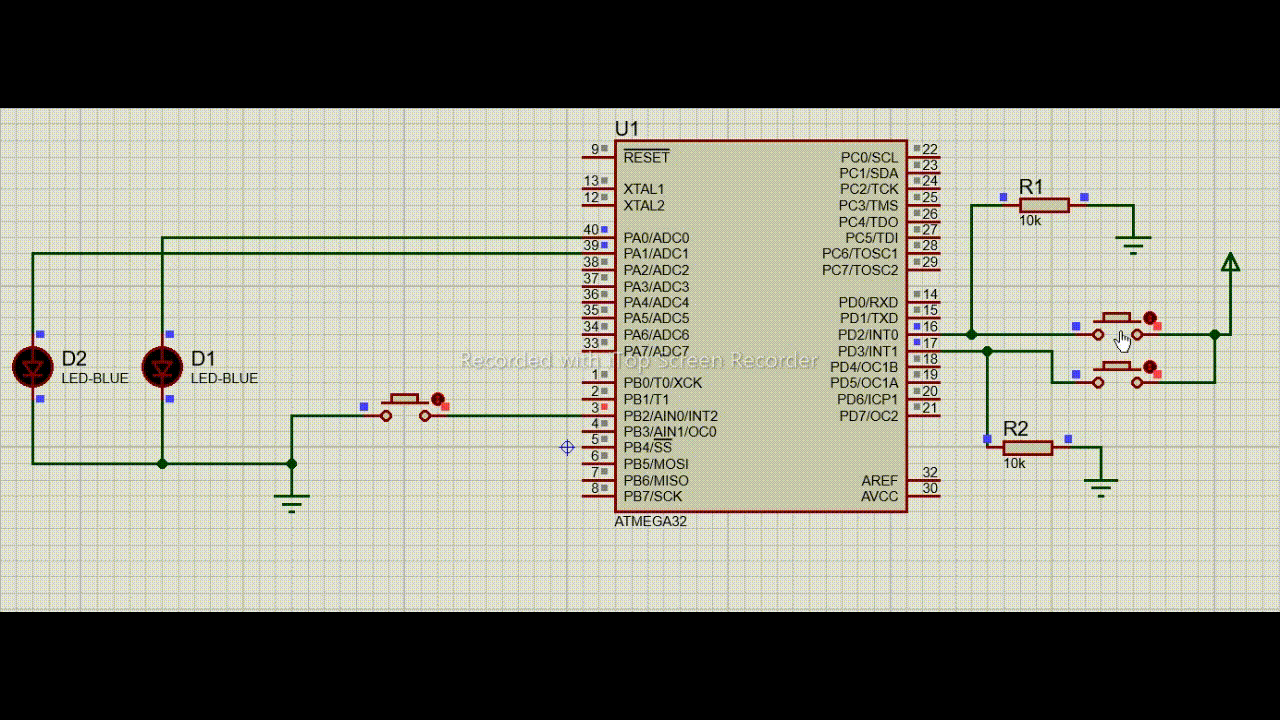 U1
9
RESET
13
XTAL1
12
XTAL2
40
PA0/ADC0
39
PA1/ADC1
38
PA2/ADC2
37
PA3/ADC3
36
PA4/ADC4
35
PA5/ADC5
34
PA6/ADC6
33
PA7/ADC7
1
PB0/T0/XCK
2
PB1/T1
3
PB2/AIN0/INT2
4
PB3/AIN1/OC0
5
PB4/SS
6
PB5/MOSI
7
PB6/MISO
8
PB7/SCK
PC0/SCL
22
PC1/SDA
23
PC2/TCK
24
PC3/TMS
25
PC4/TDO
26
PC5/TDI
27
PC6/TOSC1
28
PC7/TOSC2
29
PD0/RXD
14
PD1/TXD
15
PD2/INT0
16
PD3/INT1
17
PD4/OC1B
18
PD5/OC1A
19
PD6/ICP1
20
PD7/OC2
21
AREF
32
AVCC
30
ATMEGA32
D2
LED-BLUE
D1
LED-BLUE
R1
10k
R2
10k
Recorded with iTop Screen Recorder